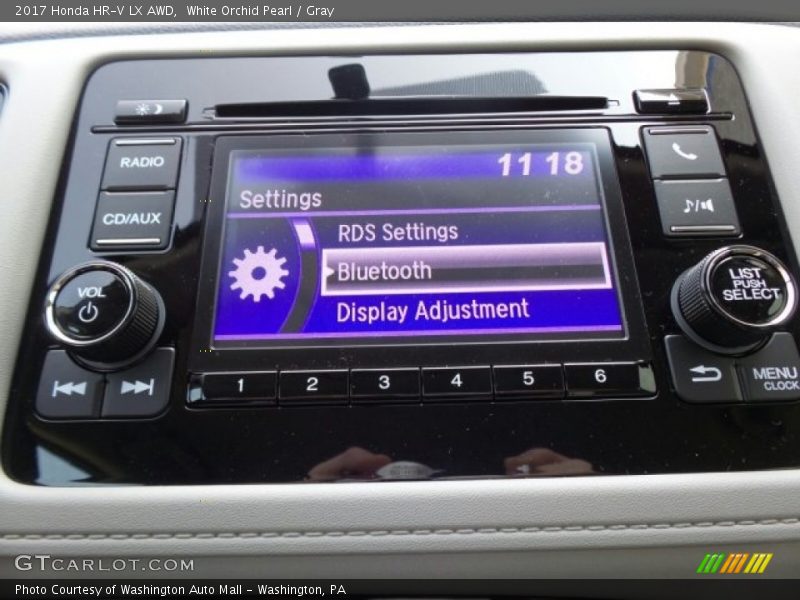 2017 Honda HR-V LX AWD, White Orchid Pearl / Gray
RADIO
CD/AUX
VOL
11 18
Settings
RDS Settings
Bluetooth
Display Adjustment
LIST
PUSH
SELECT
MENU
CLOCK
1 2 3 4 5 6
GTCARLOT.COM
Photo Courtesy of Washington Auto Mall - Washington, PA